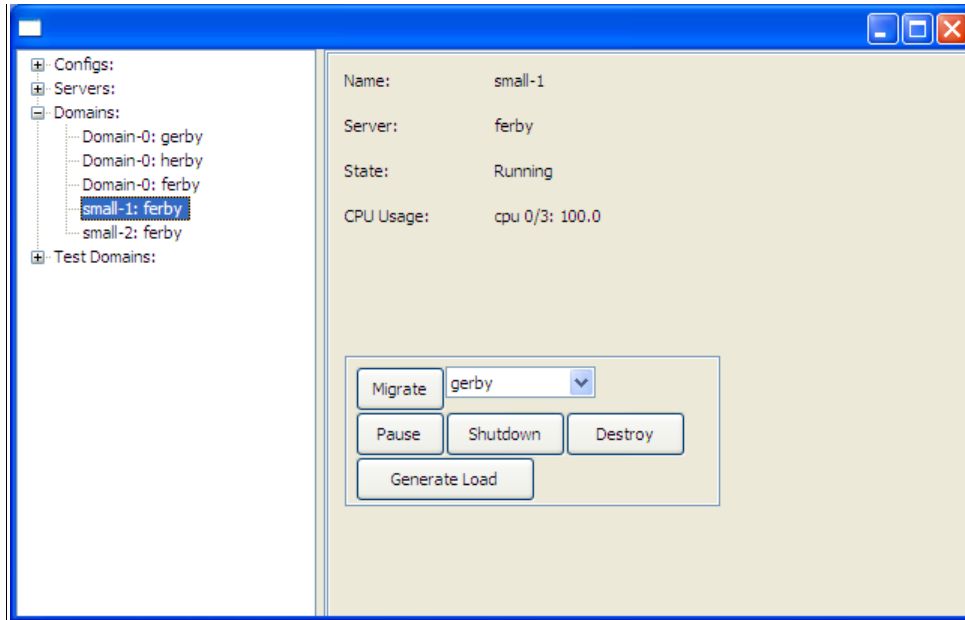 Configs:
Servers:
Domains:
Domain-0: gerby
Domain-0: herby
Domain-0: ferby
small-1: ferby
small-2: ferby
Test Domains:
Name: small-1
Server: ferby
State: Running
CPU Usage: cpu 0/3: 100.0
Migrate gerby
Pause Shutdown Destroy
Generate Load